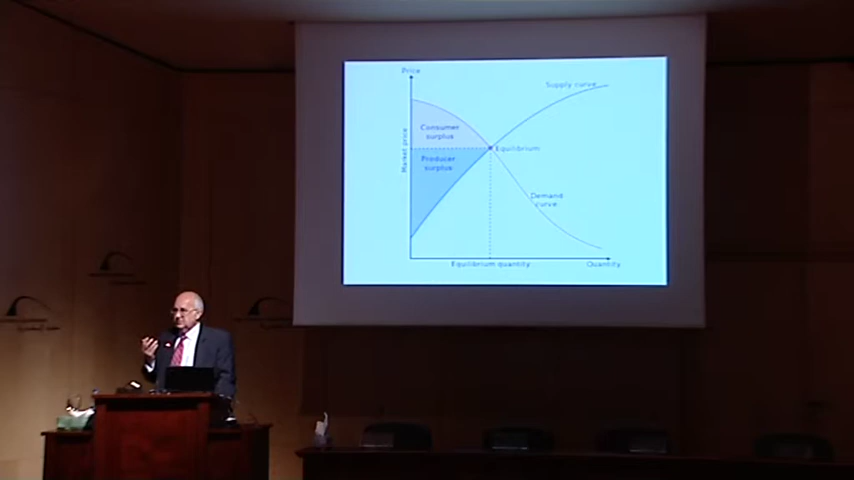 Price
Supply curve
Consumer
surplus
Market price
Equilibrium
Producer
surplus
Demand
curve
Equilibrium quantity
Quantity